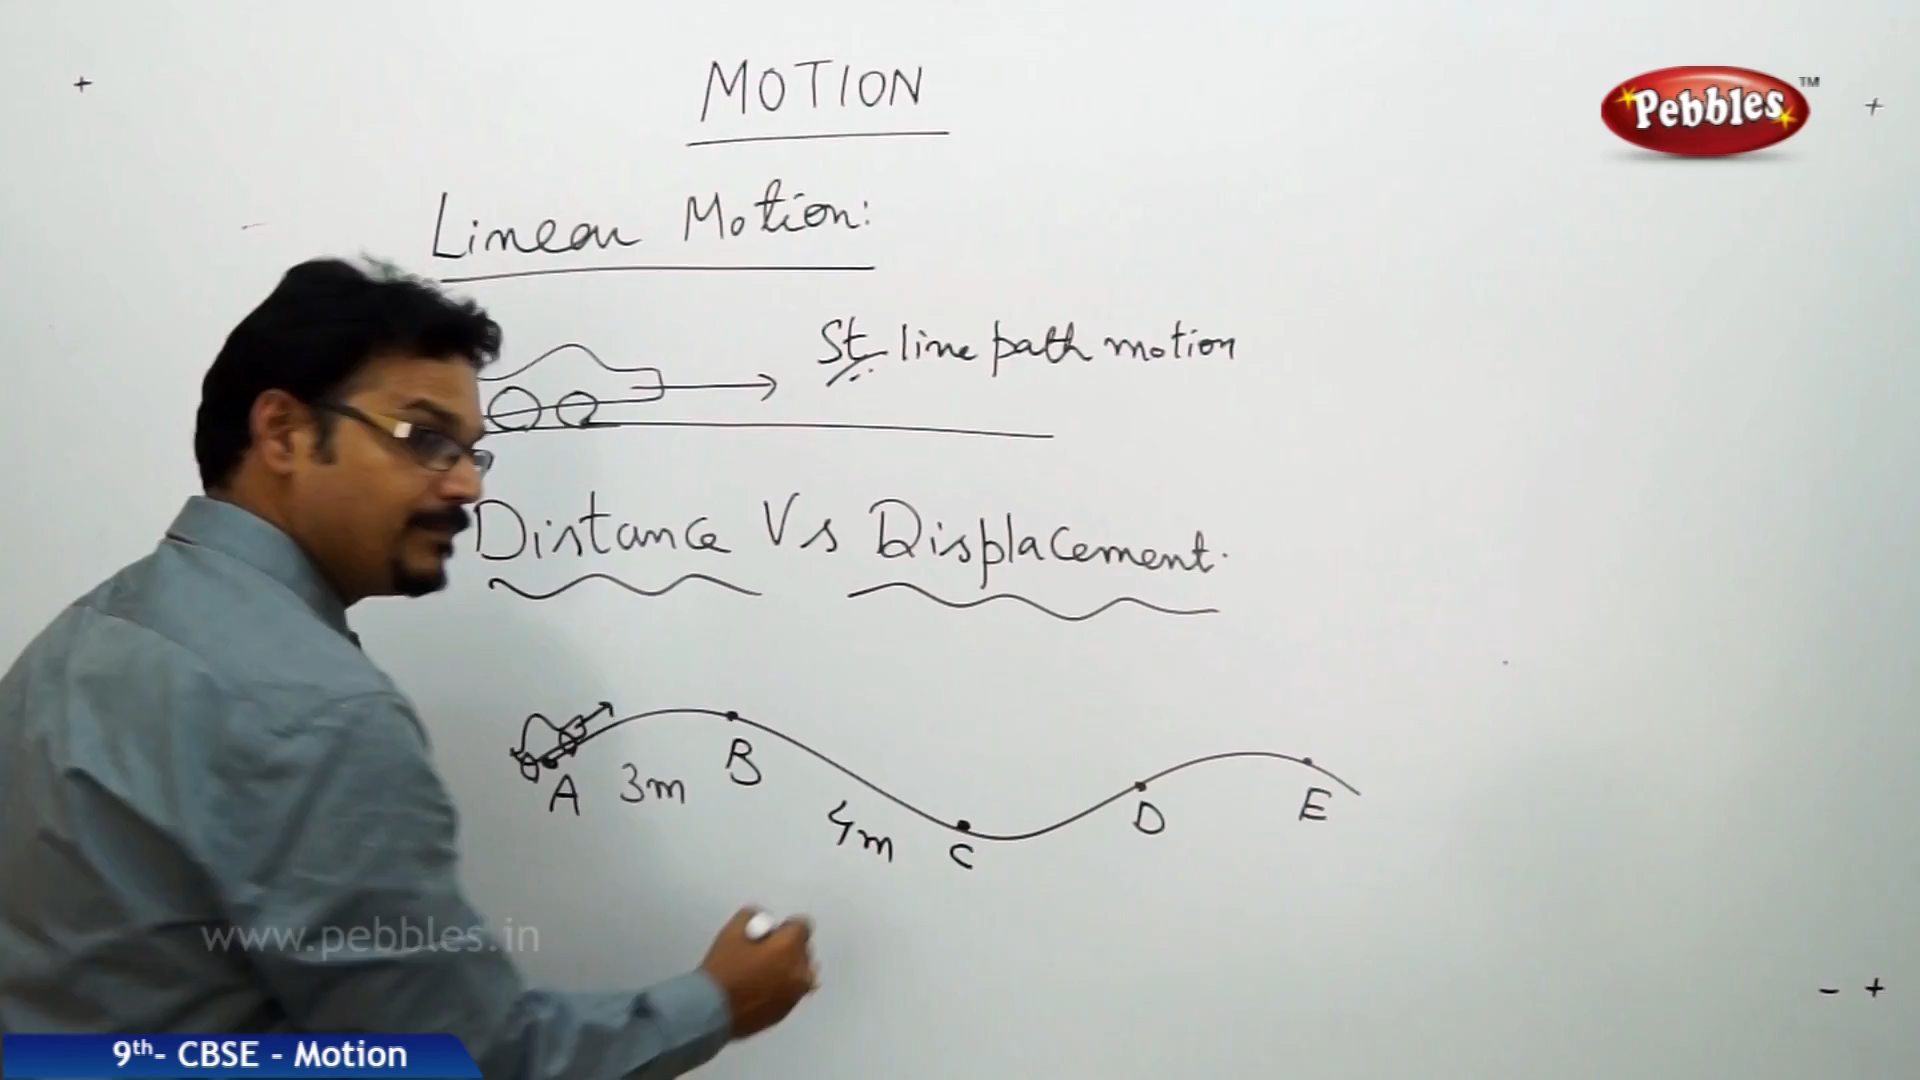 MOTION
Pebbles TM
Linear Motion:
St. line path motion
Distance Vs Displacement.
A 3m B 4m C D E
www.pebbles.in
9th- CBSE - Motion